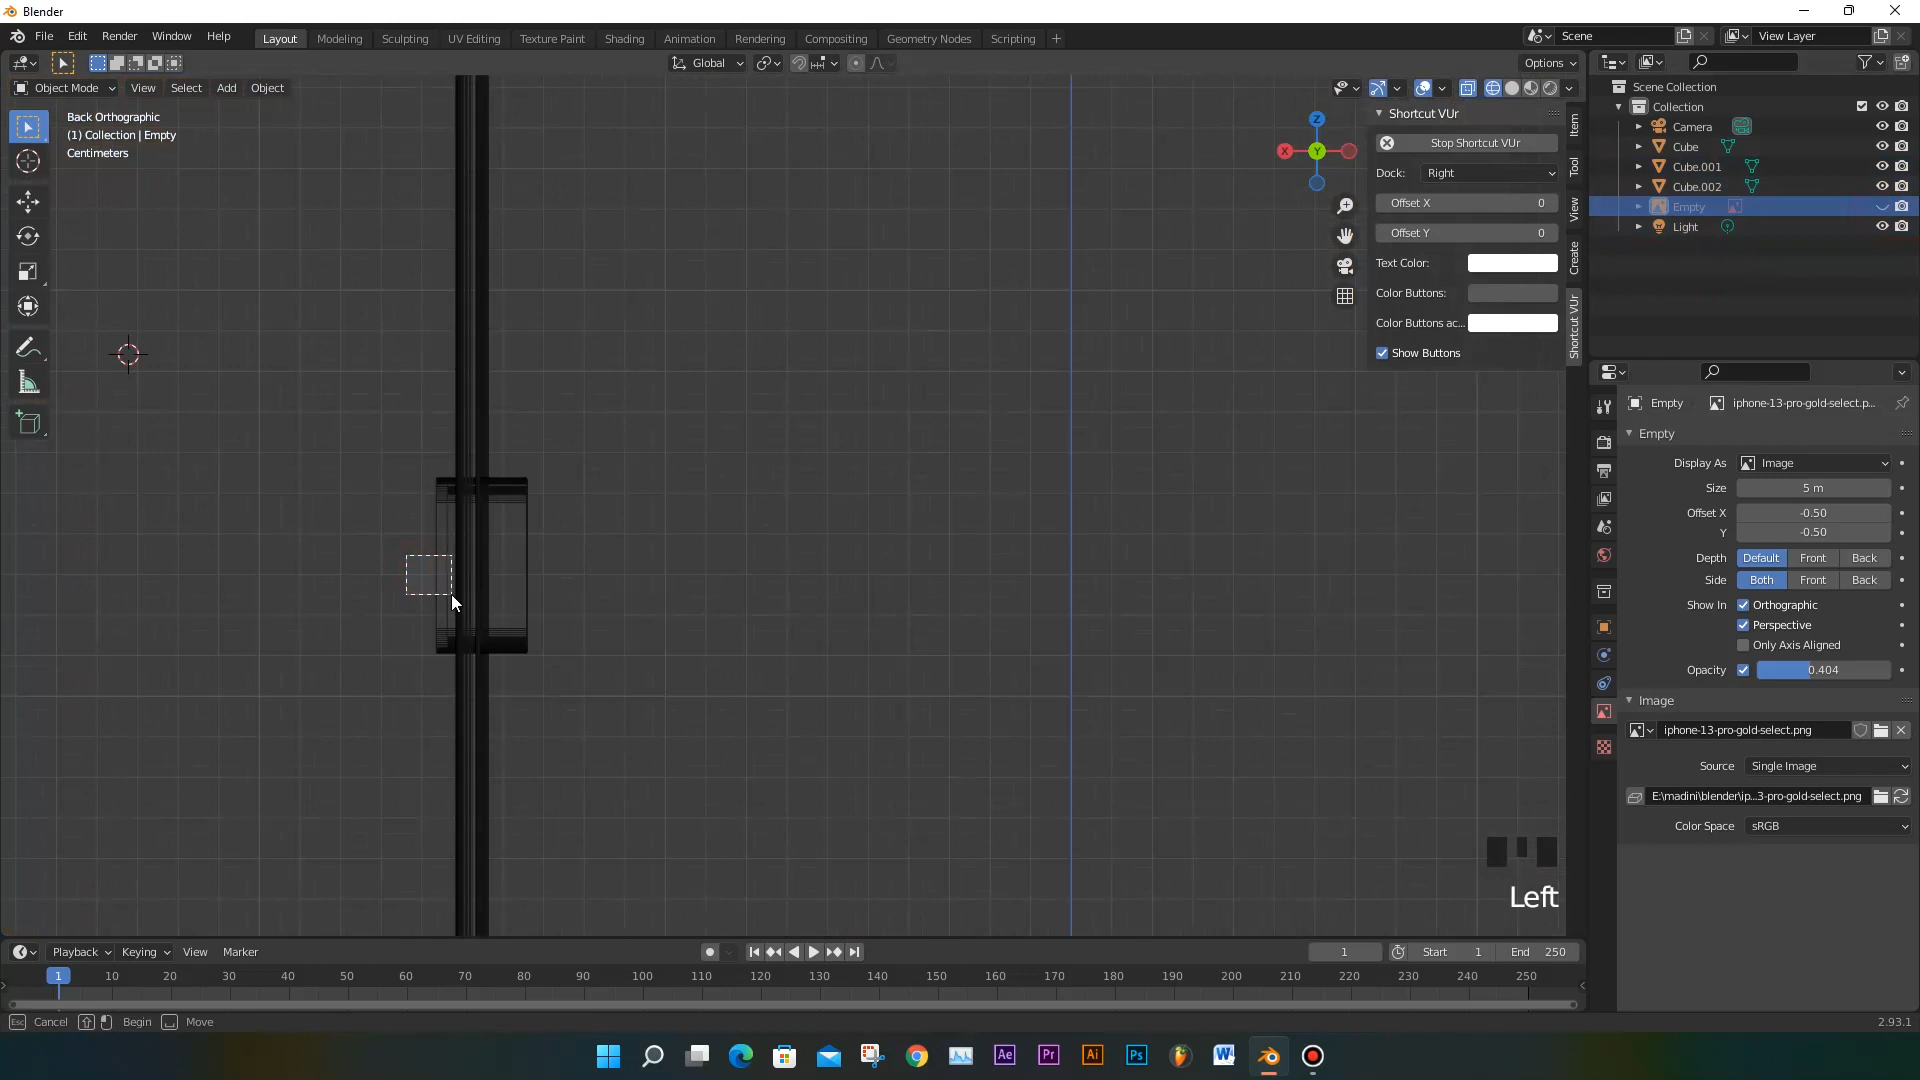 Blender
File Edit Render Window Help
Layout Modeling Sculpting UV Editing Texture Paint Shading Animation Rendering Compositing Geometry Nodes Scripting +
Scene
View Layer
Global
Options
Object Mode View Select Add Object
Back Orthographic
(1) Collection | Empty
Centimeters
Z
X
Y
Shortcut VUr
Stop Shortcut VUr
Dock: Right
Offset X 0
Offset Y 0
Text Color:
Color Buttons:
Color Buttons ac...
Show Buttons
Item
Tool
View
Create
Shortcut VUr
Scene Collection
Collection
Camera
Cube
Cube.001
Cube.002
Empty
Light
Empty iphone-13-pro-gold-select.p...
Empty
Display As Image
Size 5 m
Offset X -0.50
Y -0.50
Depth Default Front Back
Side Both Front Back
Show In Orthographic
Perspective
Only Axis Aligned
Opacity 0.404
Image
iphone-13-pro-gold-select.png
Source Single Image
E:\madini\blender\ip...3-pro-gold-select.png
Color Space sRGB
Left
Playback Keying View Marker
1 Start 1 End 250
1 10 20 30 40 50 60 70 80 90 100 110 120 130 140 150 160 170 180 190 200 210 220 230 240 250
Esc Cancel Begin Move
2.93.1
Ae Pr Ai Ps W